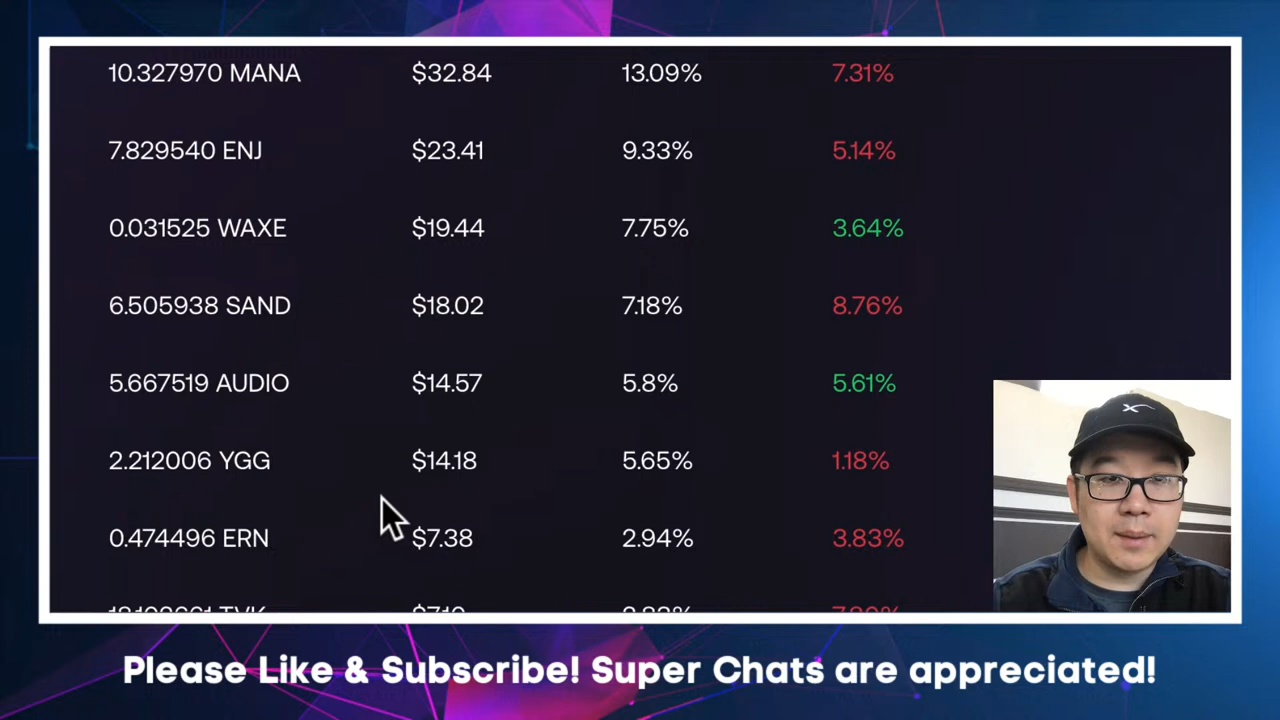 10.327970 MANA $32.84 13.09% 7.31%
7.829540 ENJ $23.41 9.33% 5.14%
0.031525 WAXE $19.44 7.75% 3.64%
6.505938 SAND $18.02 7.18% 8.76%
5.667519 AUDIO $14.57 5.8% 5.61%
2.212006 YGG $14.18 5.65% 1.18%
0.474496 ERN $7.38 2.94% 3.83%
Please Like & Subscribe! Super Chats are appreciated!